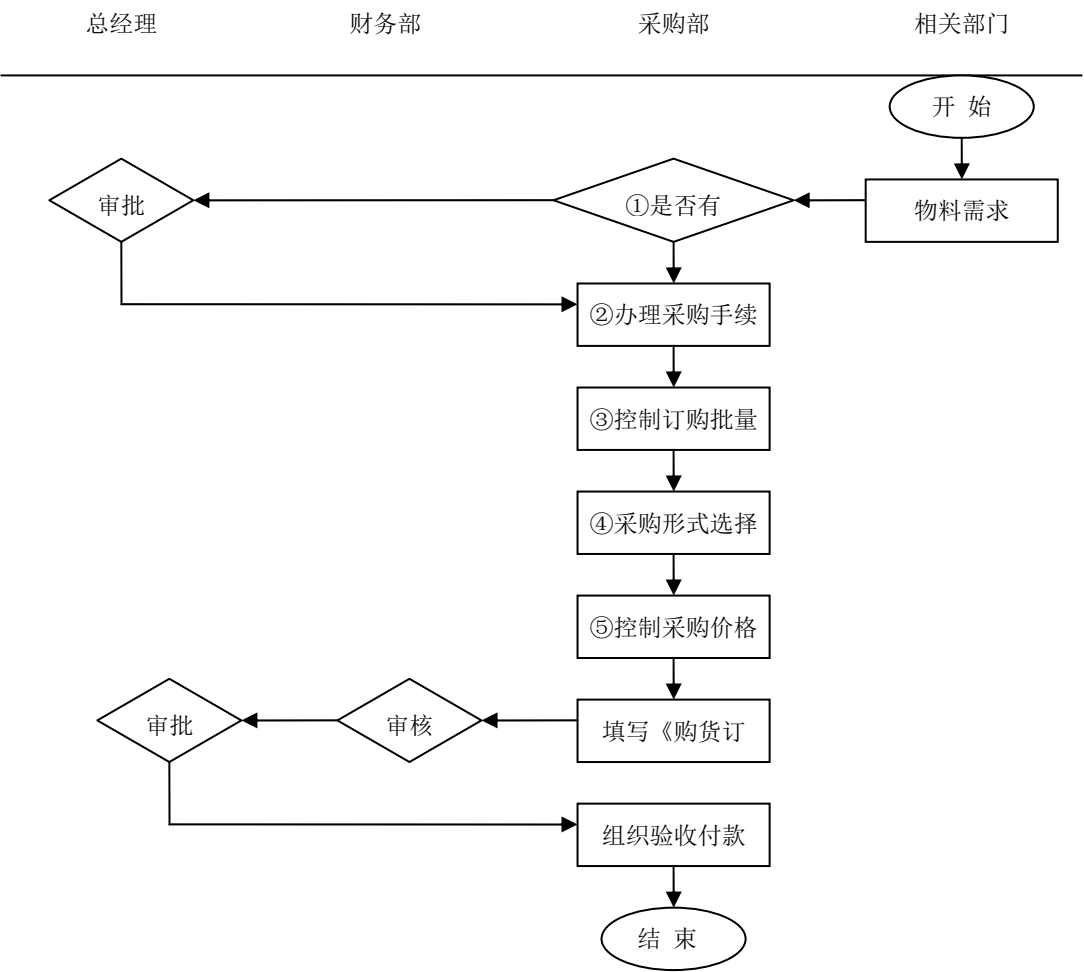 总经理 财务部 采购部 相关部门
开 始
审批 ①是否有 物料需求
②办理采购手续
③控制订购批量
④采购形式选择
⑤控制采购价格
审批 审核 填写《购货订
组织验收付款
结 束